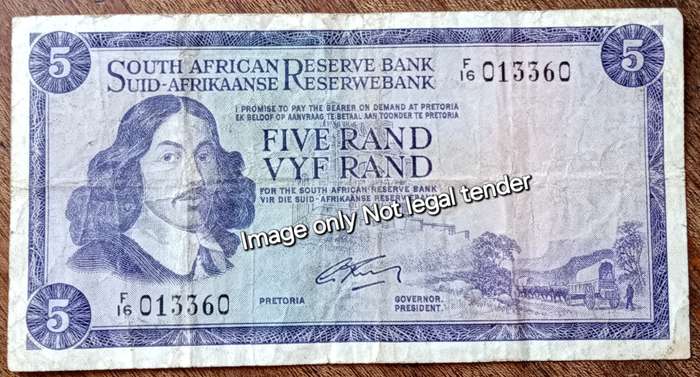 5
5
SOUTH AFRICAN RESERVE BANK
SUID-AFRIKAANSE RESERWEBANK
F/16 013360
I PROMISE TO PAY THE BEARER ON DEMAND AT PRETORIA
EK BELOOF OP AANVRAAG TE BETAAL AAN TOONDER TE PRETORIA
FIVE RAND
VYF RAND
FOR THE SOUTH AFRICAN RESERVE BANK
VIR DIE SUID-AFRIKAANSE RESERWEBANK
Image only Not legal tender
F/16 013360
PRETORIA
GOVERNOR.
PRESIDENT.
5